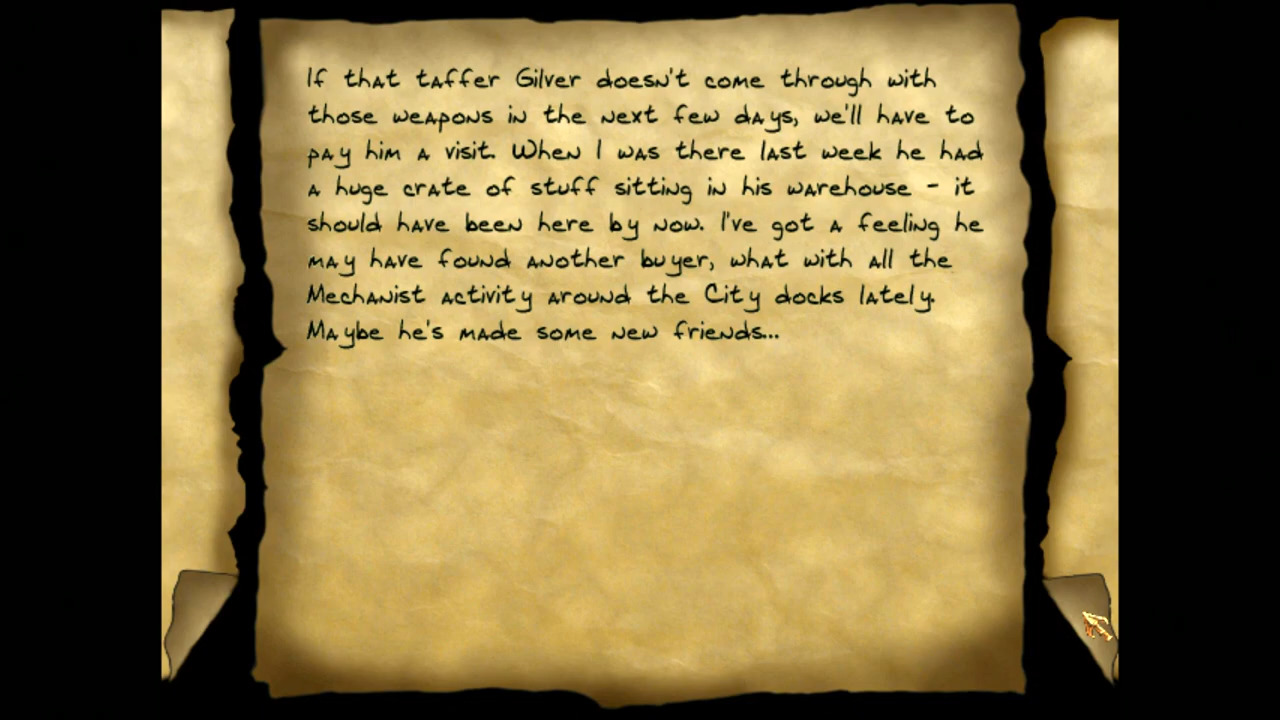 If that taffer Gilver doesn't come through with
those weapons in the next few days, we'll have to
pay him a visit. When I was there last week he had
a huge crate of stuff sitting in his warehouse - it
should have been here by now. I've got a feeling he
may have found another buyer, what with all the
Mechanist activity around the City docks lately.
Maybe he's made some new friends...